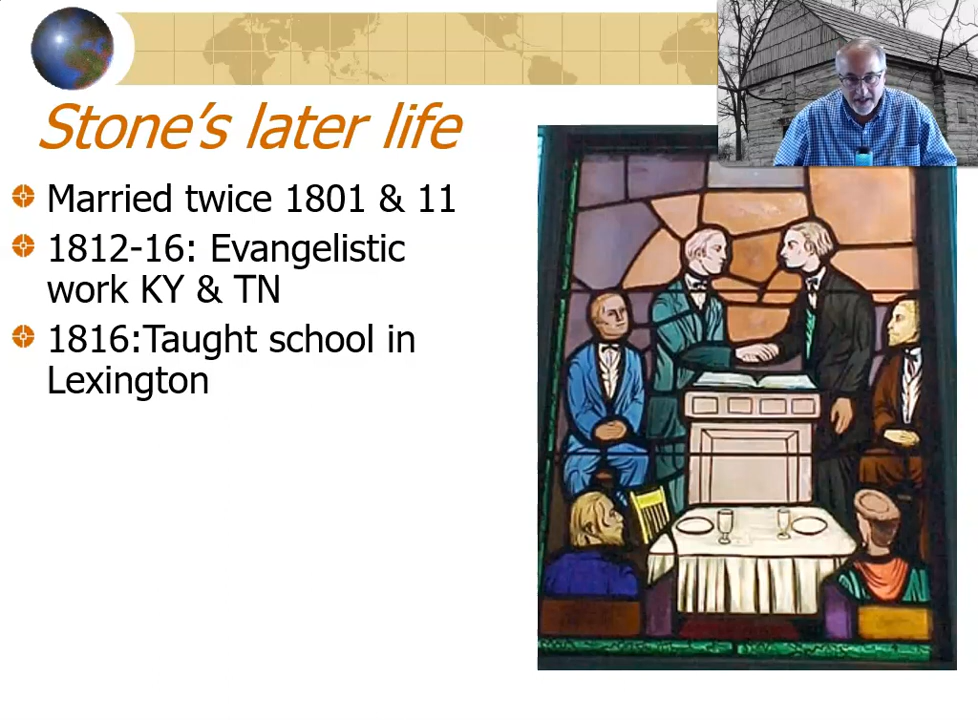 Stone's later life
Married twice 1801 & 11
1812-16: Evangelistic
work KY & TN
1816:Taught school in
Lexington